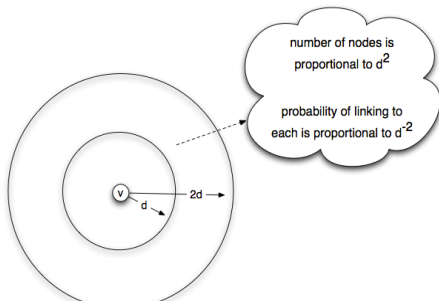 number of nodes is
proportional to d²
probability of linking to
each is proportional to d⁻²
v
d
2d